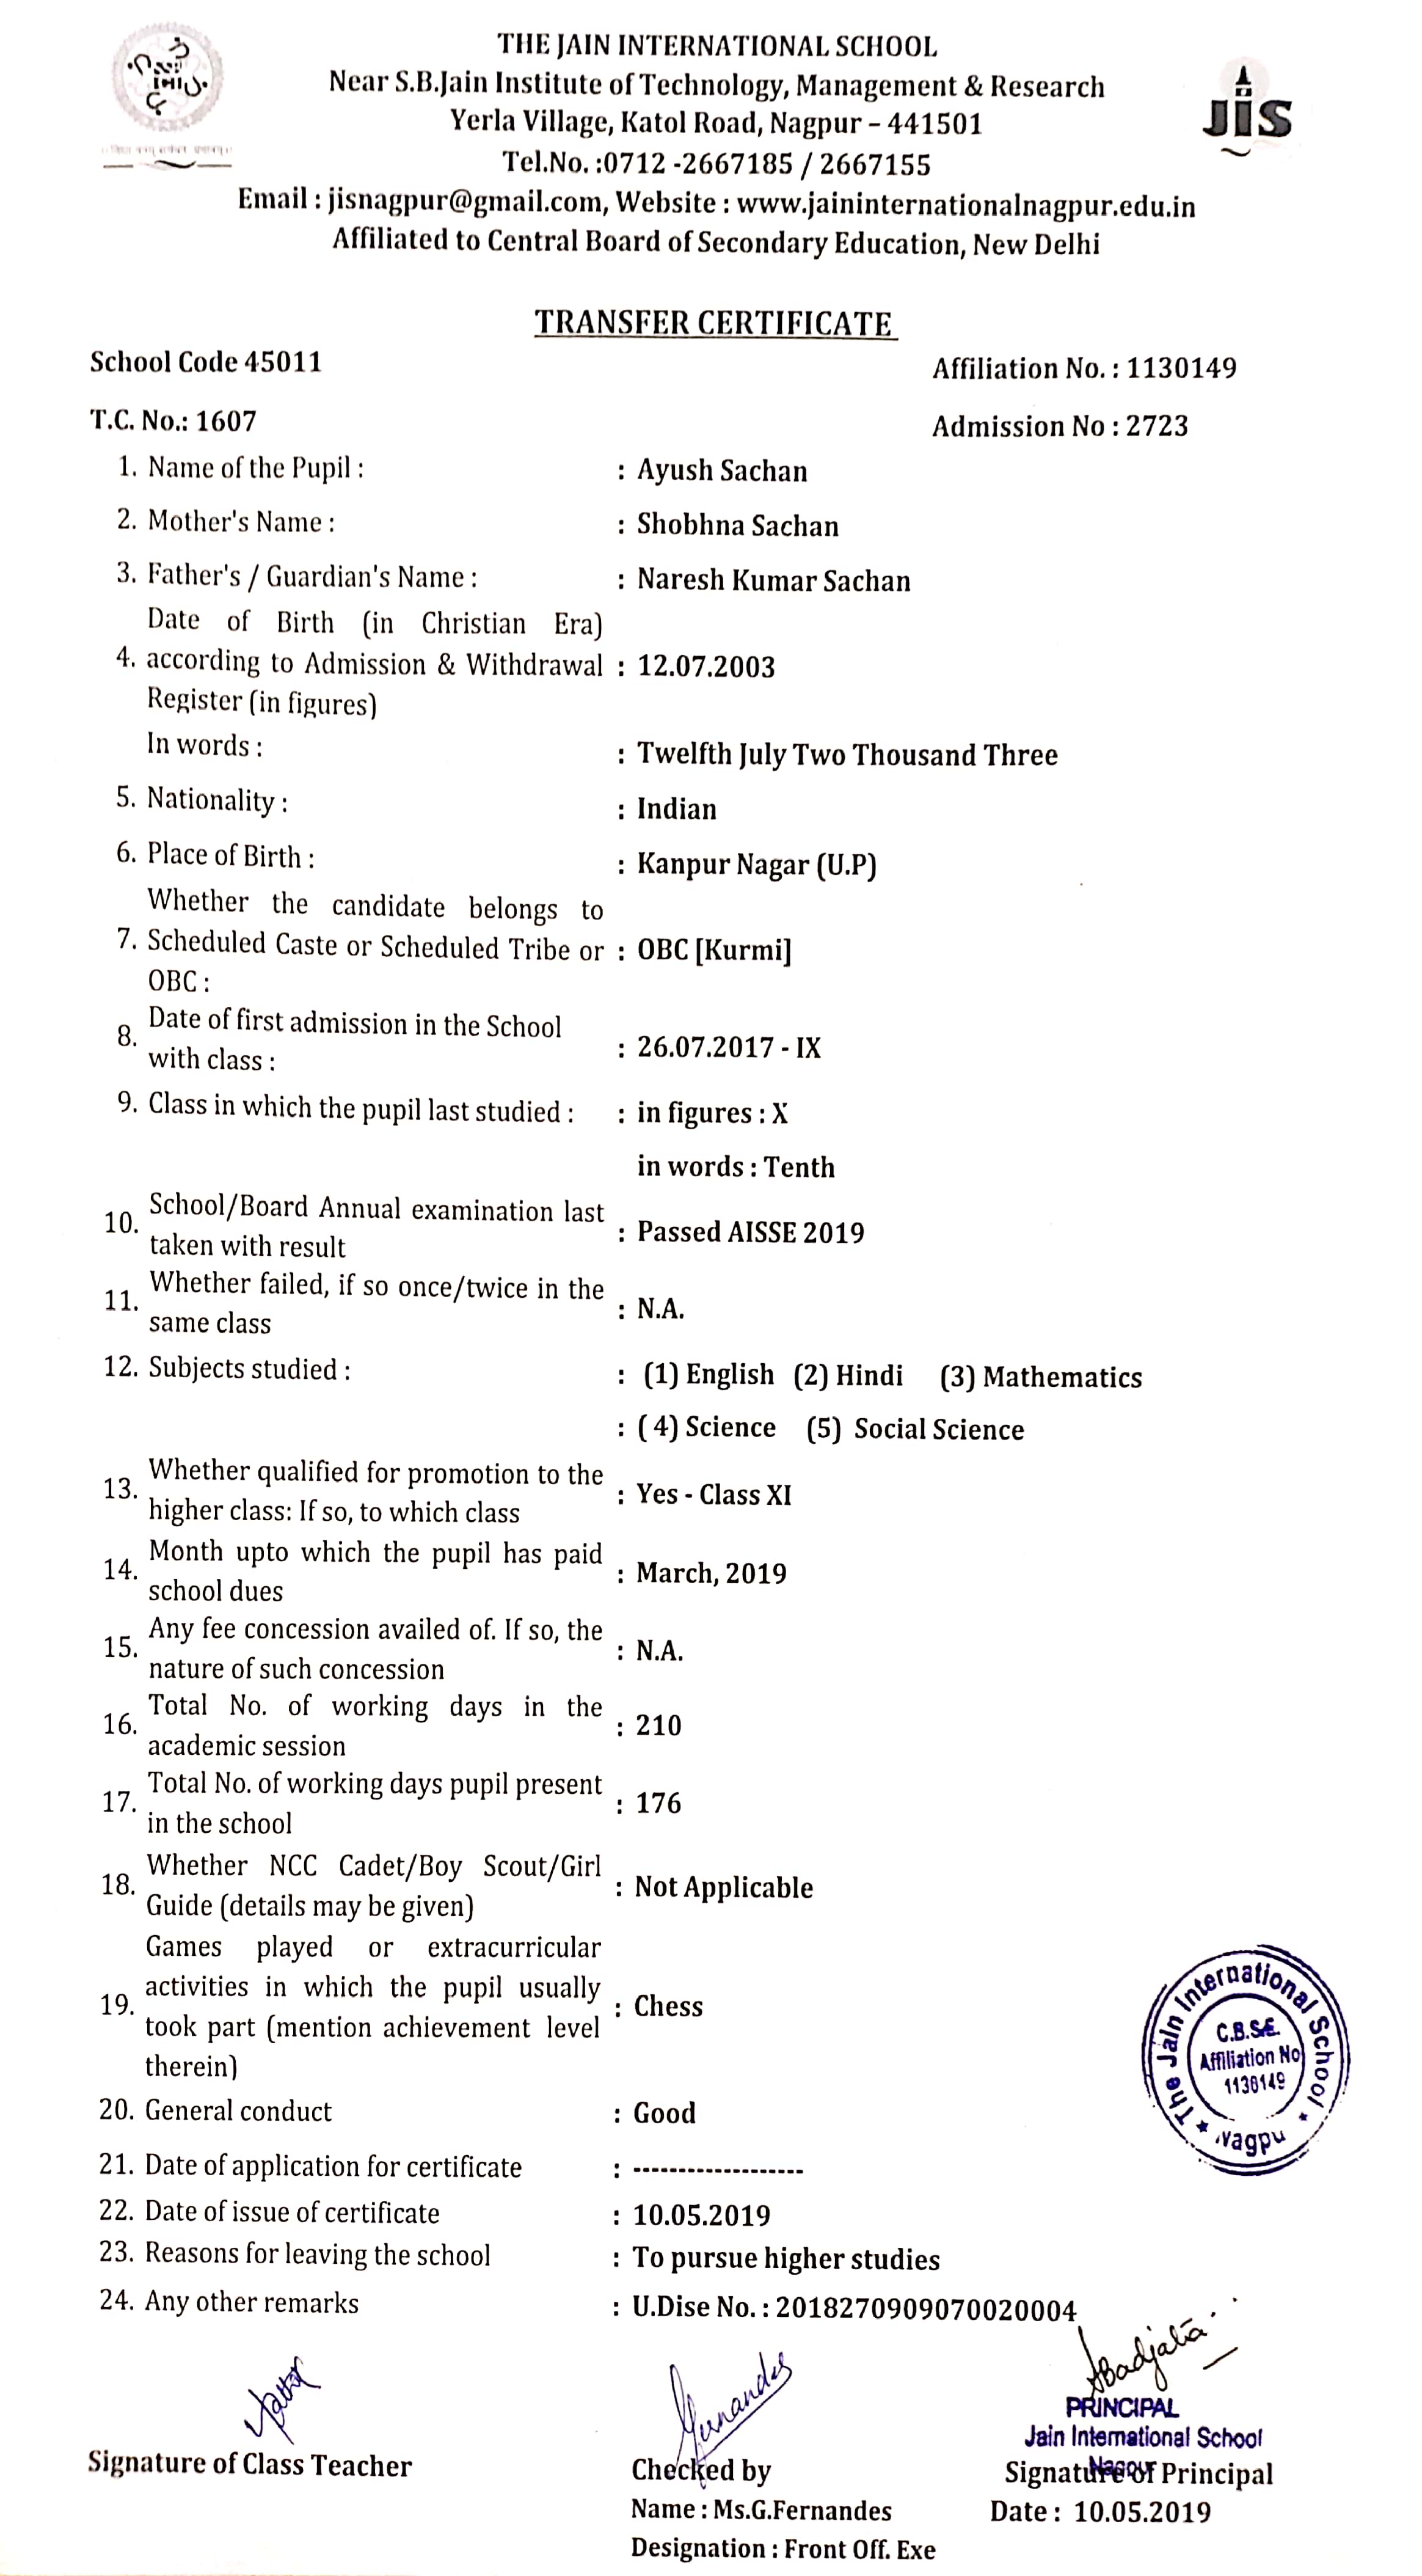 THE JAIN INTERNATIONAL SCHOOL
Near S.B.Jain Institute of Technology, Management & Research
Yerla Village, Katol Road, Nagpur – 441501
Tel.No. :0712 -2667185 / 2667155
Email : jisnagpur@gmail.com, Website : www.jaininternationalnagpur.edu.in
Affiliated to Central Board of Secondary Education, New Delhi
JIS
TRANSFER CERTIFICATE
School Code 45011 Affiliation No. : 1130149
T.C. No.: 1607 Admission No : 2723
1. Name of the Pupil : : Ayush Sachan
2. Mother's Name : : Shobhna Sachan
3. Father's / Guardian's Name : : Naresh Kumar Sachan
Date of Birth (in Christian Era)
4. according to Admission & Withdrawal : 12.07.2003
Register (in figures)
In words : : Twelfth July Two Thousand Three
5. Nationality : : Indian
6. Place of Birth : : Kanpur Nagar (U.P)
Whether the candidate belongs to
7. Scheduled Caste or Scheduled Tribe or : OBC [Kurmi]
OBC :
8. Date of first admission in the School
with class : : 26.07.2017 - IX
9. Class in which the pupil last studied : : in figures : X
in words : Tenth
10. School/Board Annual examination last
taken with result : Passed AISSE 2019
11. Whether failed, if so once/twice in the
same class : N.A.
12. Subjects studied : : (1) English (2) Hindi (3) Mathematics
: ( 4) Science (5) Social Science
13. Whether qualified for promotion to the
higher class: If so, to which class : Yes - Class XI
14. Month upto which the pupil has paid
school dues : March, 2019
15. Any fee concession availed of. If so, the
nature of such concession : N.A.
16. Total No. of working days in the
academic session : 210
17. Total No. of working days pupil present
in the school : 176
18. Whether NCC Cadet/Boy Scout/Girl
Guide (details may be given) : Not Applicable
Games played or extracurricular
19. activities in which the pupil usually : Chess
took part (mention achievement level
therein)
The Jain International School
C.B.S.E.
Affiliation No
1130149
20. General conduct : Good
21. Date of application for certificate : -------------------
22. Date of issue of certificate : 10.05.2019
23. Reasons for leaving the school : To pursue higher studies
24. Any other remarks : U.Dise No. : 2018270909070020004
Fernandes
PRINCIPAL
Jain International School
Nagpur
Signature of Class Teacher Checked by Signature of Principal
Name : Ms.G.Fernandes Date : 10.05.2019
Designation : Front Off. Exe